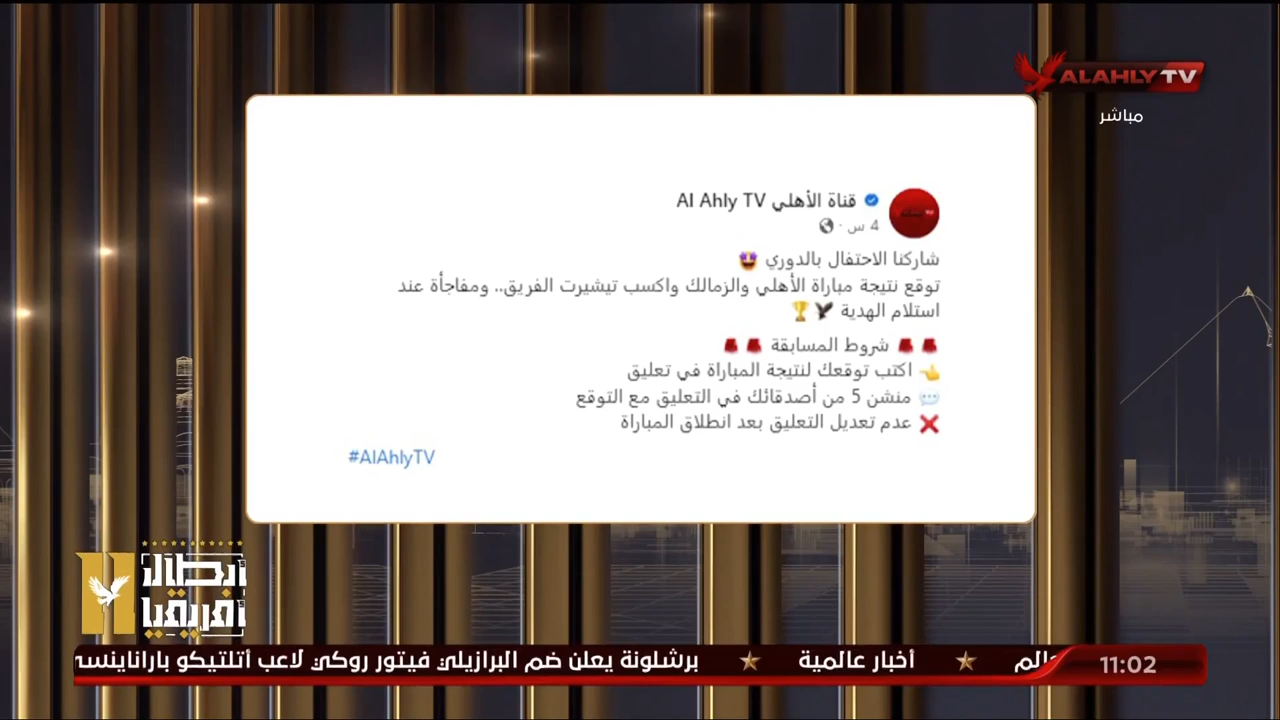 ALAHLY TV
مباشر
قناة الأهلي Al Ahly TV
4 س ·
شاركنا الاحتفال بالدوري 🤩
توقع نتيجة مباراة الأهلي والزمالك واكسب تيشيرت الفريق.. ومفاجأة عند
استلام الهدية 🦅 🏆
شروط المسابقة
👈 اكتب توقعك لنتيجة المباراة في تعليق
💬 منشن 5 من أصدقائك في التعليق مع التوقع
❌ عدم تعديل التعليق بعد انطلاق المباراة
#AlAhlyTV
11
أبطال
أفريقيا
11:02
أخبار عالمية ★ برشلونة يعلن ضم البرازيلي فيتور روكي لاعب أتلتيكو